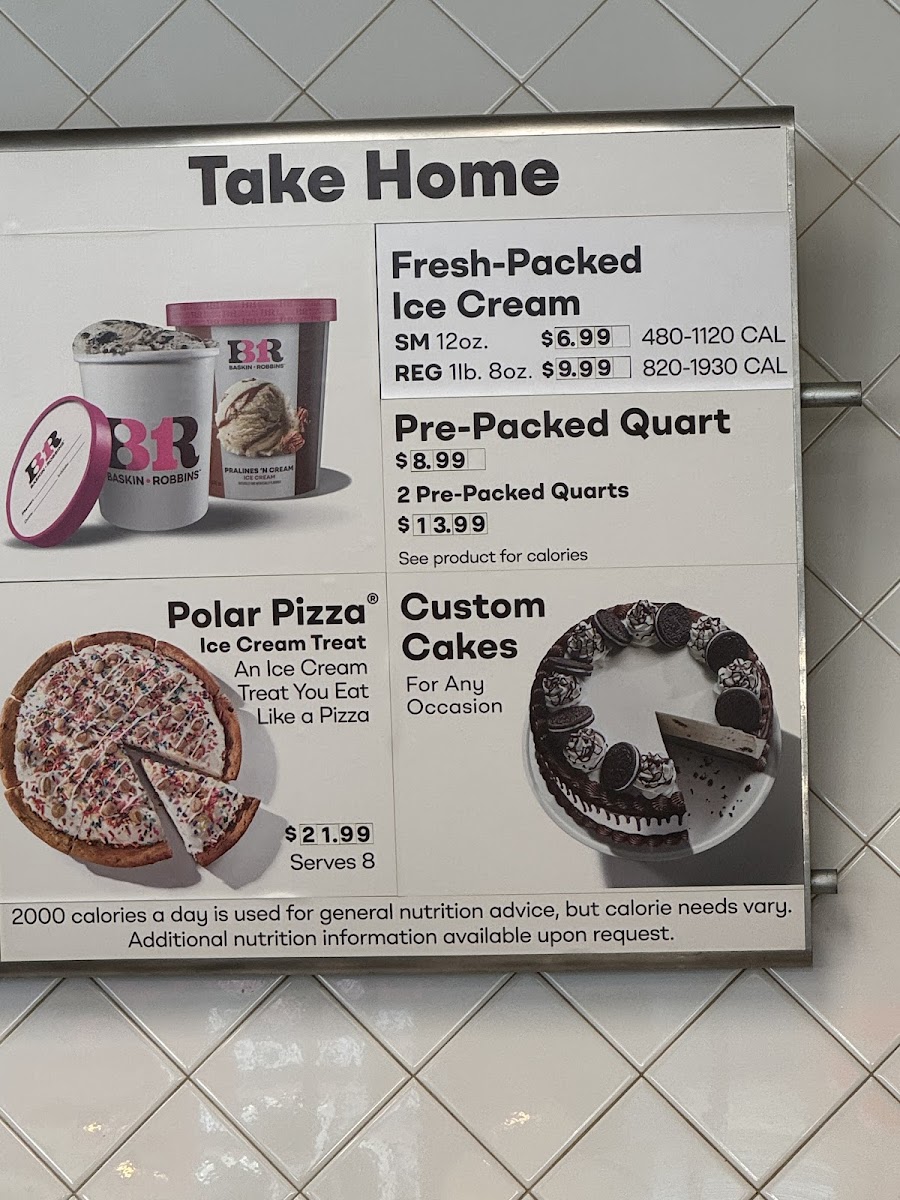 Take Home
BR
BASKIN•ROBBINS
BR
BASKIN•ROBBINS®
BR
BASKIN•ROBBINS
PRALINES 'N CREAM
ICE CREAM
Fresh-Packed
Ice Cream
SM 12oz. $6.99 480-1120 CAL
REG 1lb. 8oz. $9.99 820-1930 CAL
Pre-Packed Quart
$8.99
2 Pre-Packed Quarts
$13.99
See product for calories
Polar Pizza®
Ice Cream Treat
An Ice Cream
Treat You Eat
Like a Pizza
$21.99
Serves 8
Custom
Cakes
For Any
Occasion
2000 calories a day is used for general nutrition advice, but calorie needs vary.
Additional nutrition information available upon request.